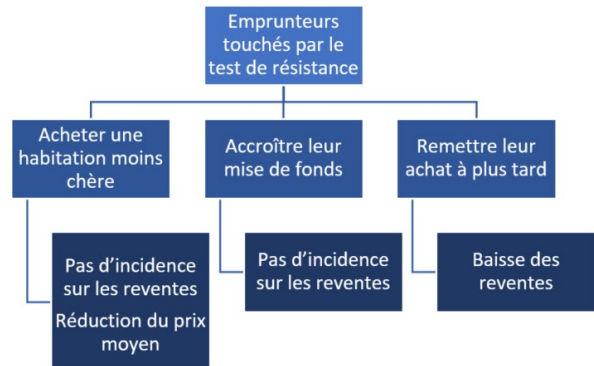 Emprunteurs
touchés par le
test de résistance
Acheter une
habitation moins
chère
Accroître leur
mise de fonds
Remettre leur
achat à plus tard
Pas d’incidence
sur les reventes
Réduction du prix
moyen
Pas d’incidence
sur les reventes
Baisse des
reventes